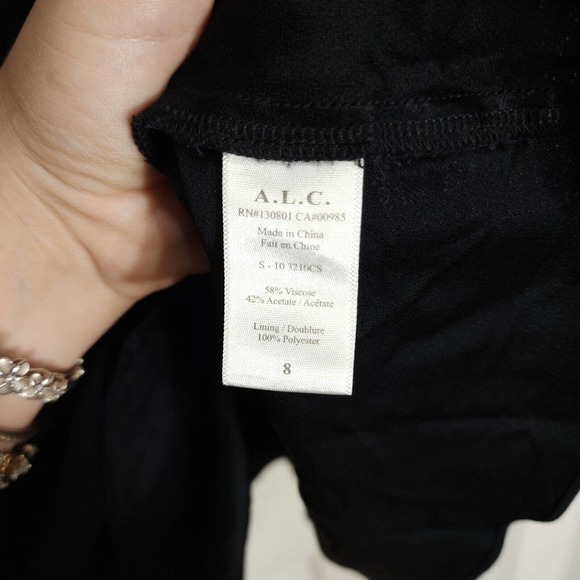 A.L.C.
RN#130801 CA#00985
Made in China
Fait en Chine
S - 10 3210CS
58% Viscose
42% Acetate / Acétate
Lining / Doublure
100% Polyester
8